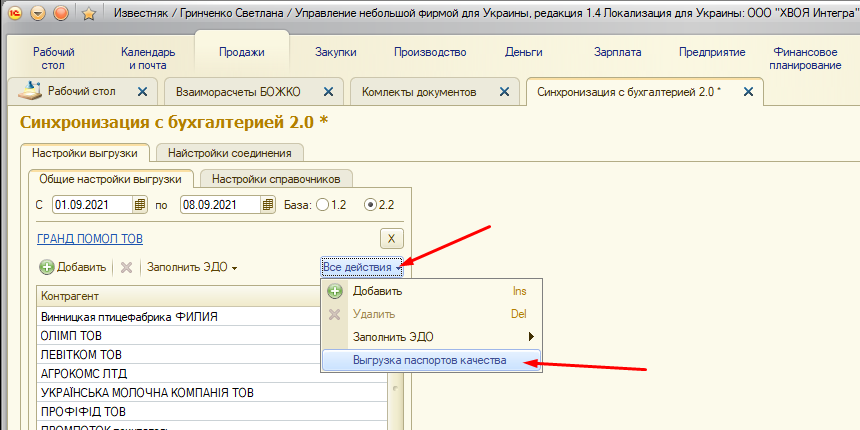 Известняк / Гринченко Светлана / Управление небольшой фирмой для Украины, редакция 1.4 Локализация для Украины: ООО "ХВОЯ Интегра"
Рабочий стол
Календарь и почта
Продажи
Закупки
Производство
Деньги
Зарплата
Предприятие
Финансовое планирование
Рабочий стол
Взаиморасчеты БОЖКО
Комлекты документов
Синхронизация с бухгалтерией 2.0 *
Синхронизация с бухгалтерией 2.0 *
Настройки выгрузки
Найстройки соединения
Общие настройки выгрузки
Настройки справочников
С 01.09.2021 по 08.09.2021 База: 1.2 2.2
ГРАНД ПОМОЛ ТОВ
X
Добавить
Заполнить ЭДО
Все действия
Контрагент
Добавить Ins
Удалить Del
Заполнить ЭДО
Выгрузка паспортов качества
Винницкая птицефабрика ФИЛИЯ
ОЛІМП ТОВ
ЛЕВІТКОМ ТОВ
АГРОКОМС ЛТД
УКРАЇНСЬКА МОЛОЧНА КОМПАНІЯ ТОВ
ПРОФІФІД ТОВ